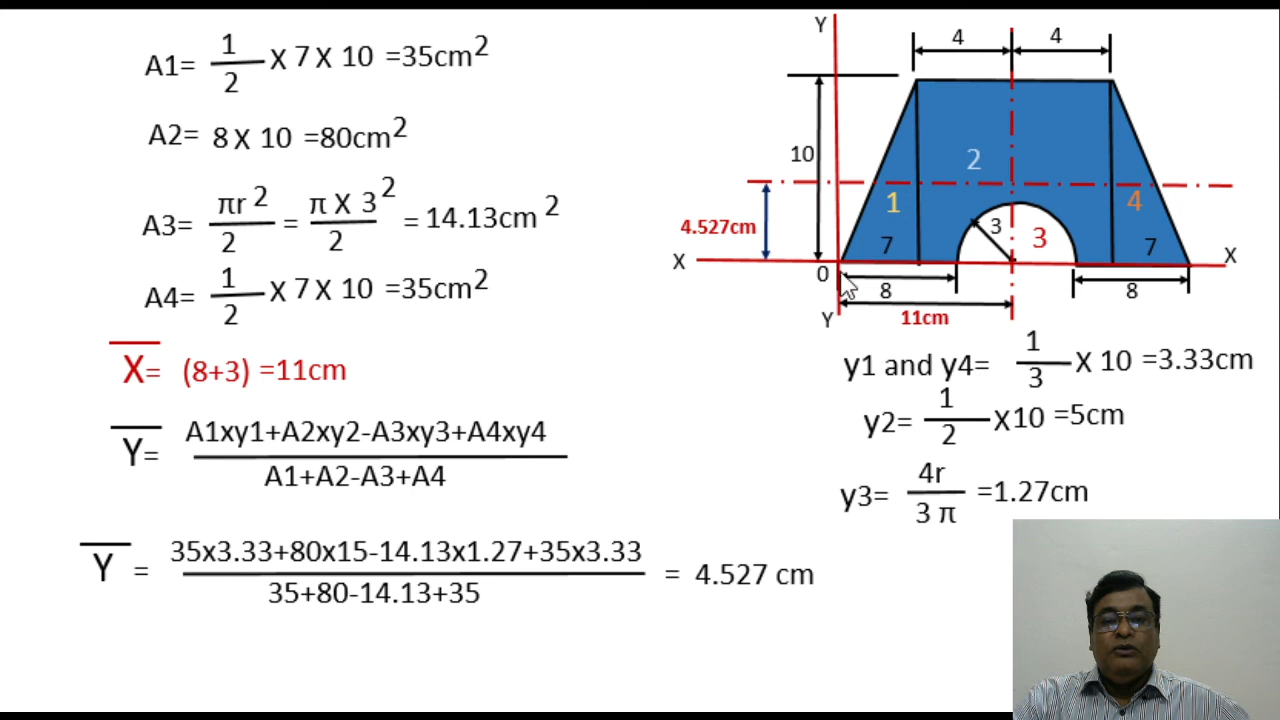 A1= 1/2 X 7 X 10 =35cm²
A2= 8 X 10 =80cm²
A3= πr²/2 = π X 3²/2 = 14.13cm²
A4= 1/2 X 7 X 10 =35cm²
X̅= (8+3) =11cm
Y̅= A1xy1+A2xy2-A3xy3+A4xy4
A1+A2-A3+A4
Y̅ = 35x3.33+80x15-14.13x1.27+35x3.33 = 4.527 cm
35+80-14.13+35
Y
4 4
10
2
1 4
4.527cm
3 3
7 7
X X
0
8 8
Y 11cm
y1 and y4= 1/3 X 10 =3.33cm
y2= 1/2 X10 =5cm
y3= 4r/3 π =1.27cm